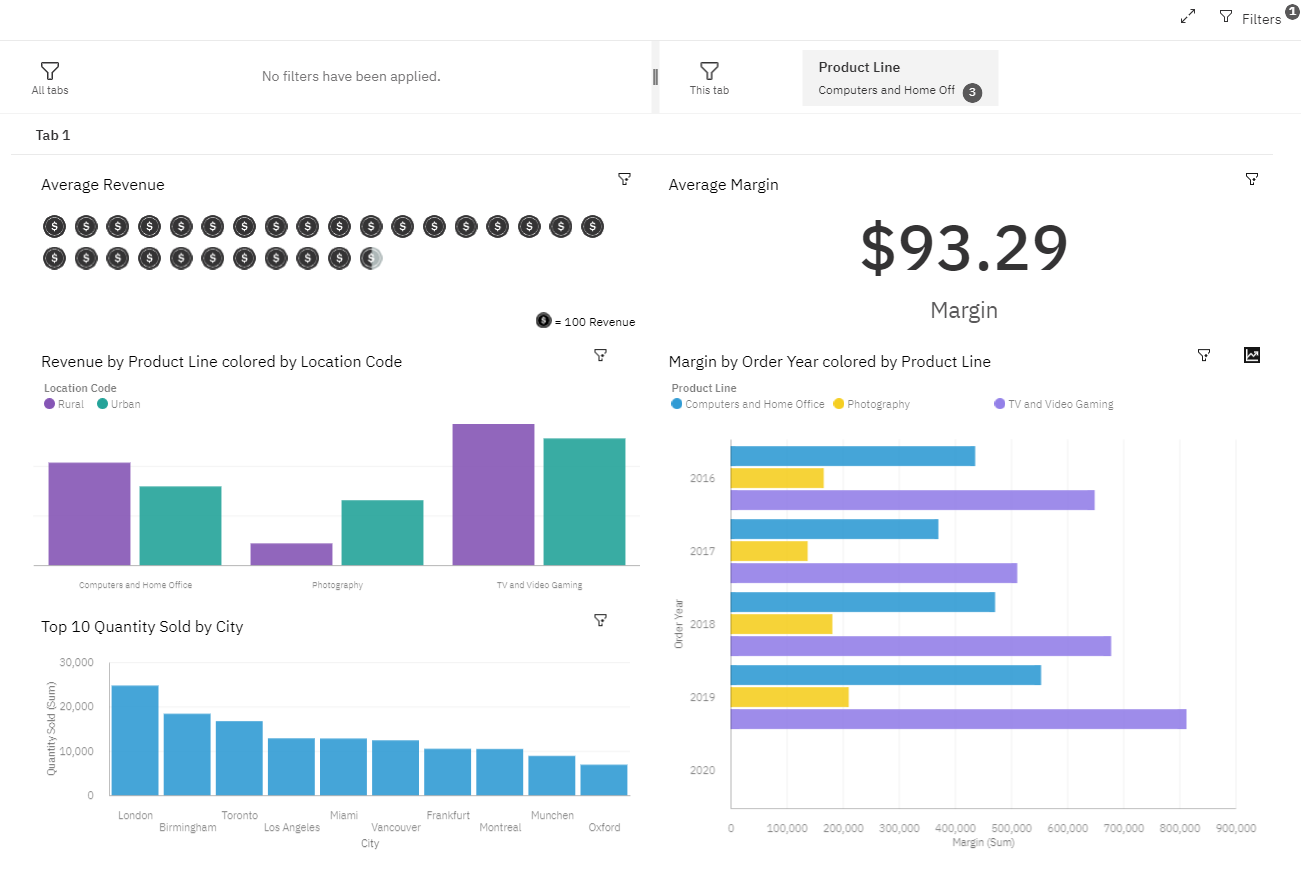 Filters 1
All tabs
No filters have been applied.
This tab
Product Line
Computers and Home Off 3
Tab 1
Average Revenue
$ $ $ $ $ $ $ $ $ $ $ $ $ $ $ $ $ $
$ $ $ $ $ $ $ $ $ $ $
$ = 100 Revenue
Average Margin
$93.29
Margin
Revenue by Product Line colored by Location Code
Location Code
Rural Urban
Computers and Home Office Photography TV and Video Gaming
Top 10 Quantity Sold by City
Quantity Sold (Sum)
30,000
20,000
10,000
0
London Birmingham Toronto Los Angeles Miami Vancouver Frankfurt Montreal Munchen Oxford
City
Margin by Order Year colored by Product Line
Product Line
Computers and Home Office Photography TV and Video Gaming
Order Year
2016
2017
2018
2019
2020
0 100,000 200,000 300,000 400,000 500,000 600,000 700,000 800,000 900,000
Margin (Sum)